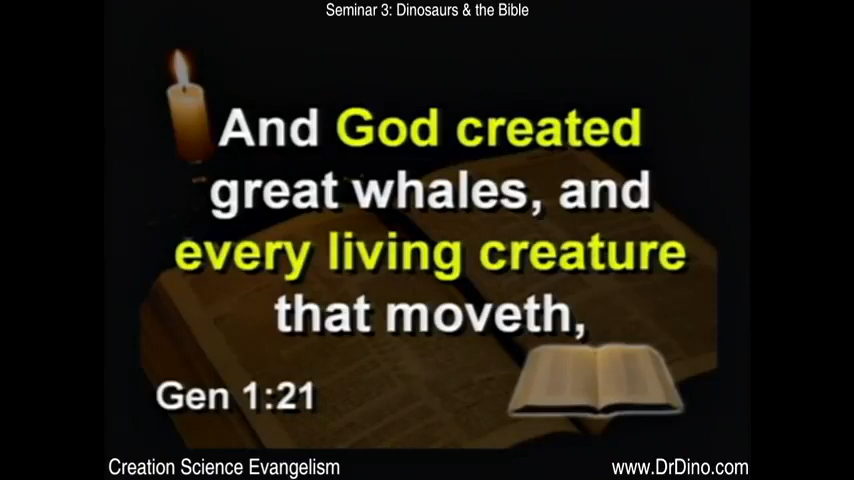 Seminar 3: Dinosaurs & the Bible
And God created
great whales, and
every living creature
that moveth,
Gen 1:21
Creation Science Evangelism
www.DrDino.com